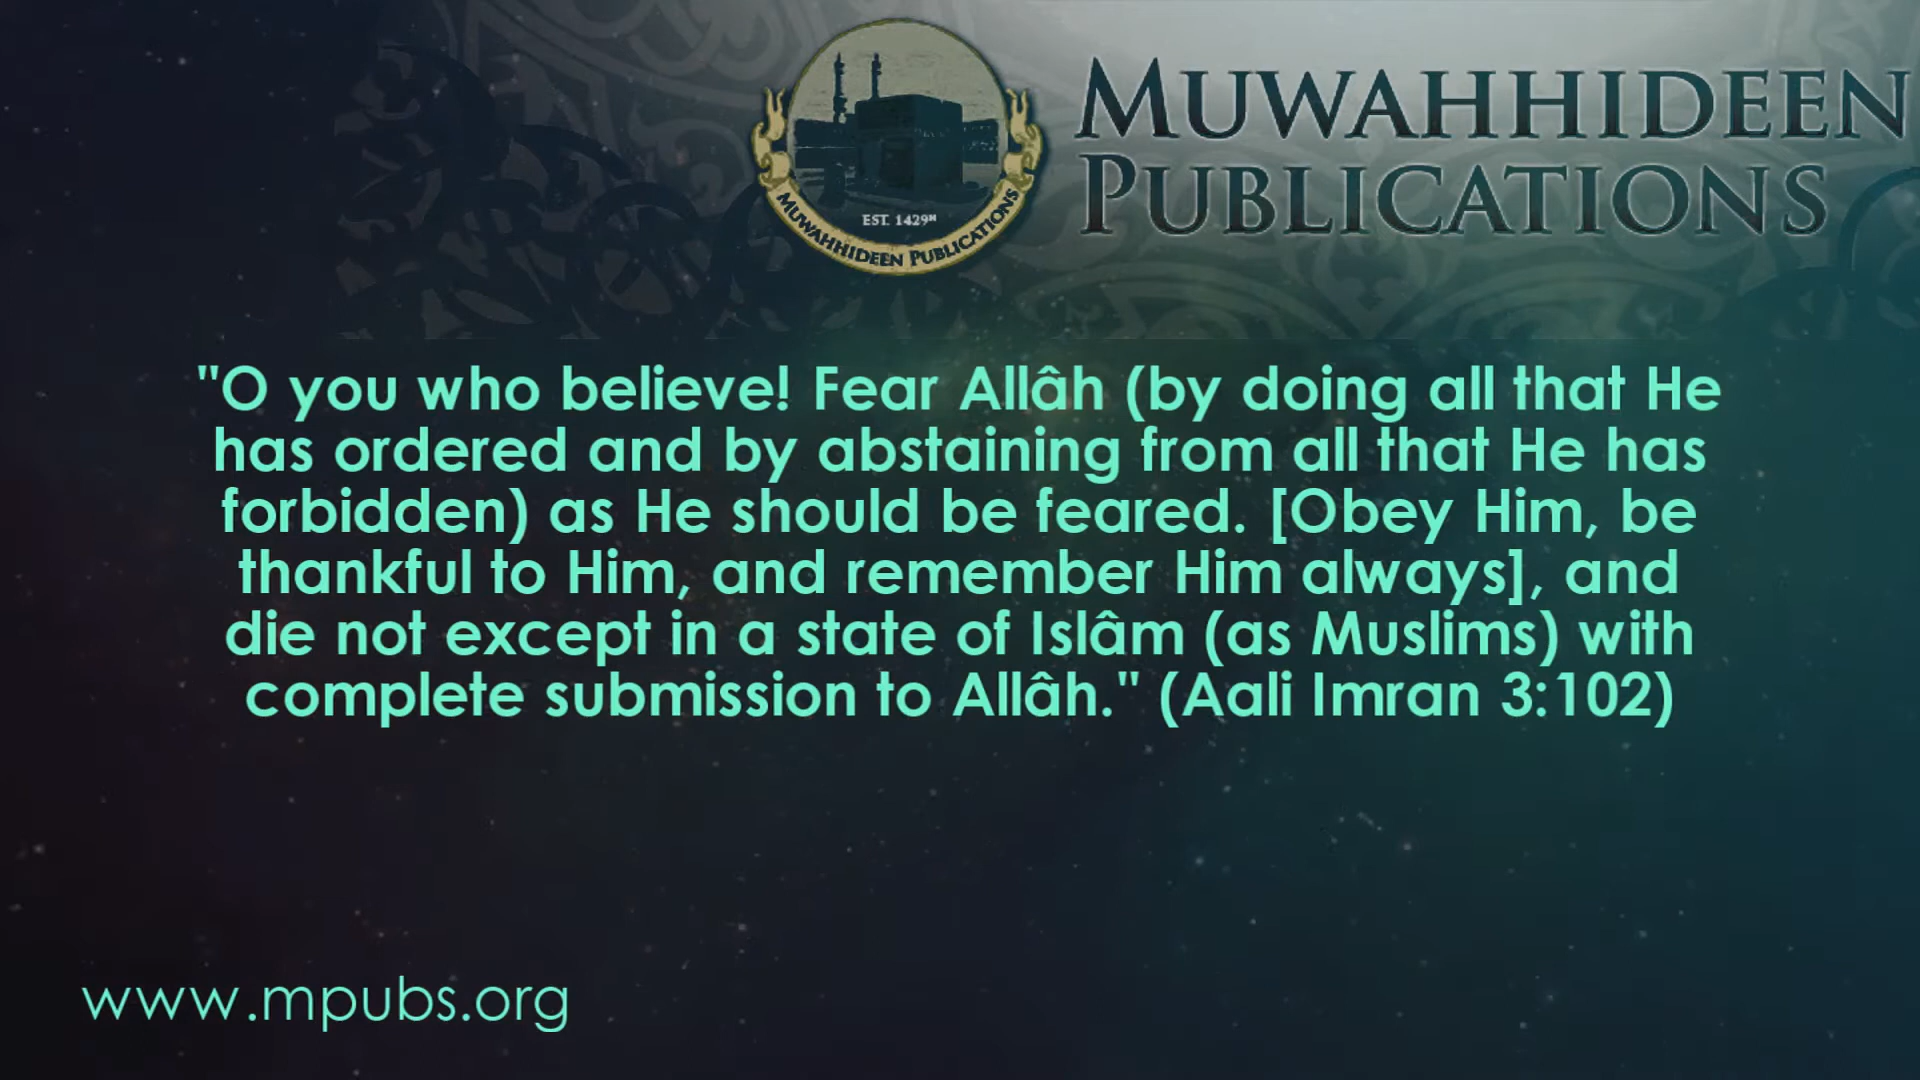 MUWAHHIDEEN
PUBLICATIONS
EST. 1429H
MUWAHHIDEEN PUBLICATIONS
"O you who believe! Fear Allâh (by doing all that He
has ordered and by abstaining from all that He has
forbidden) as He should be feared. [Obey Him, be
thankful to Him, and remember Him always], and
die not except in a state of Islâm (as Muslims) with
complete submission to Allâh." (Aali Imran 3:102)
www.mpubs.org